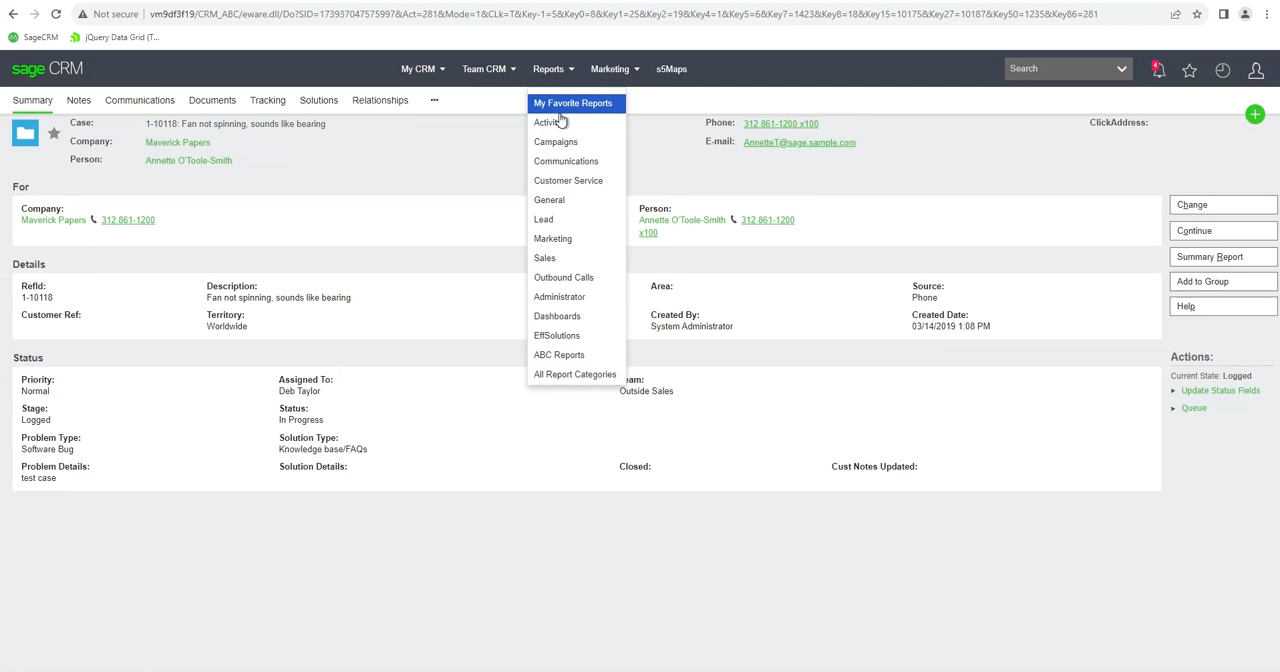 Not secure | vm9df3f19/CRM_ABC/eware.dll/Do?SID=173937047575997&Act=281&Mode=1&CLk=T&Key-1=5&Key0=8&Key1=25&Key2=19&Key4=1&Key5=6&Key7=1423&Key8=18&Key15=10175&Key27=10187&Key50=1235&Key86=281
SageCRM jQuery Data Grid (T...
sage CRM My CRM Team CRM Reports Marketing s5Maps Search 4
Summary Notes Communications Documents Tracking Solutions Relationships •••
My Favorite Reports
Campaigns
Communications
Customer Service
General
Lead
Marketing
Sales
Outbound Calls
Administrator
Dashboards
EffSolutions
ABC Reports
All Report Categories
Case: 1-10118: Fan not spinning, sounds like bearing Phone: 312 861-1200 x100 ClickAddress:
Company: Maverick Papers E-mail: AnnetteT@sage.sample.com
Person: Annette O'Toole-Smith
For
Company: Person:
Maverick Papers 312 861-1200 Annette O'Toole-Smith 312 861-1200
x100
Details
RefId: Description: Area: Source:
1-10118 Fan not spinning, sounds like bearing Phone
Customer Ref: Territory: Created By: Created Date:
Worldwide System Administrator 03/14/2019 1:08 PM
Status
Priority: Assigned To:
Normal Deb Taylor Outside Sales
Stage: Status:
Logged In Progress
Problem Type: Solution Type:
Software Bug Knowledge base/FAQs
Problem Details: Solution Details: Closed: Cust Notes Updated:
test case
Change
Continue
Summary Report
Add to Group
Help
Actions:
Current State: Logged
Update Status Fields
Queue